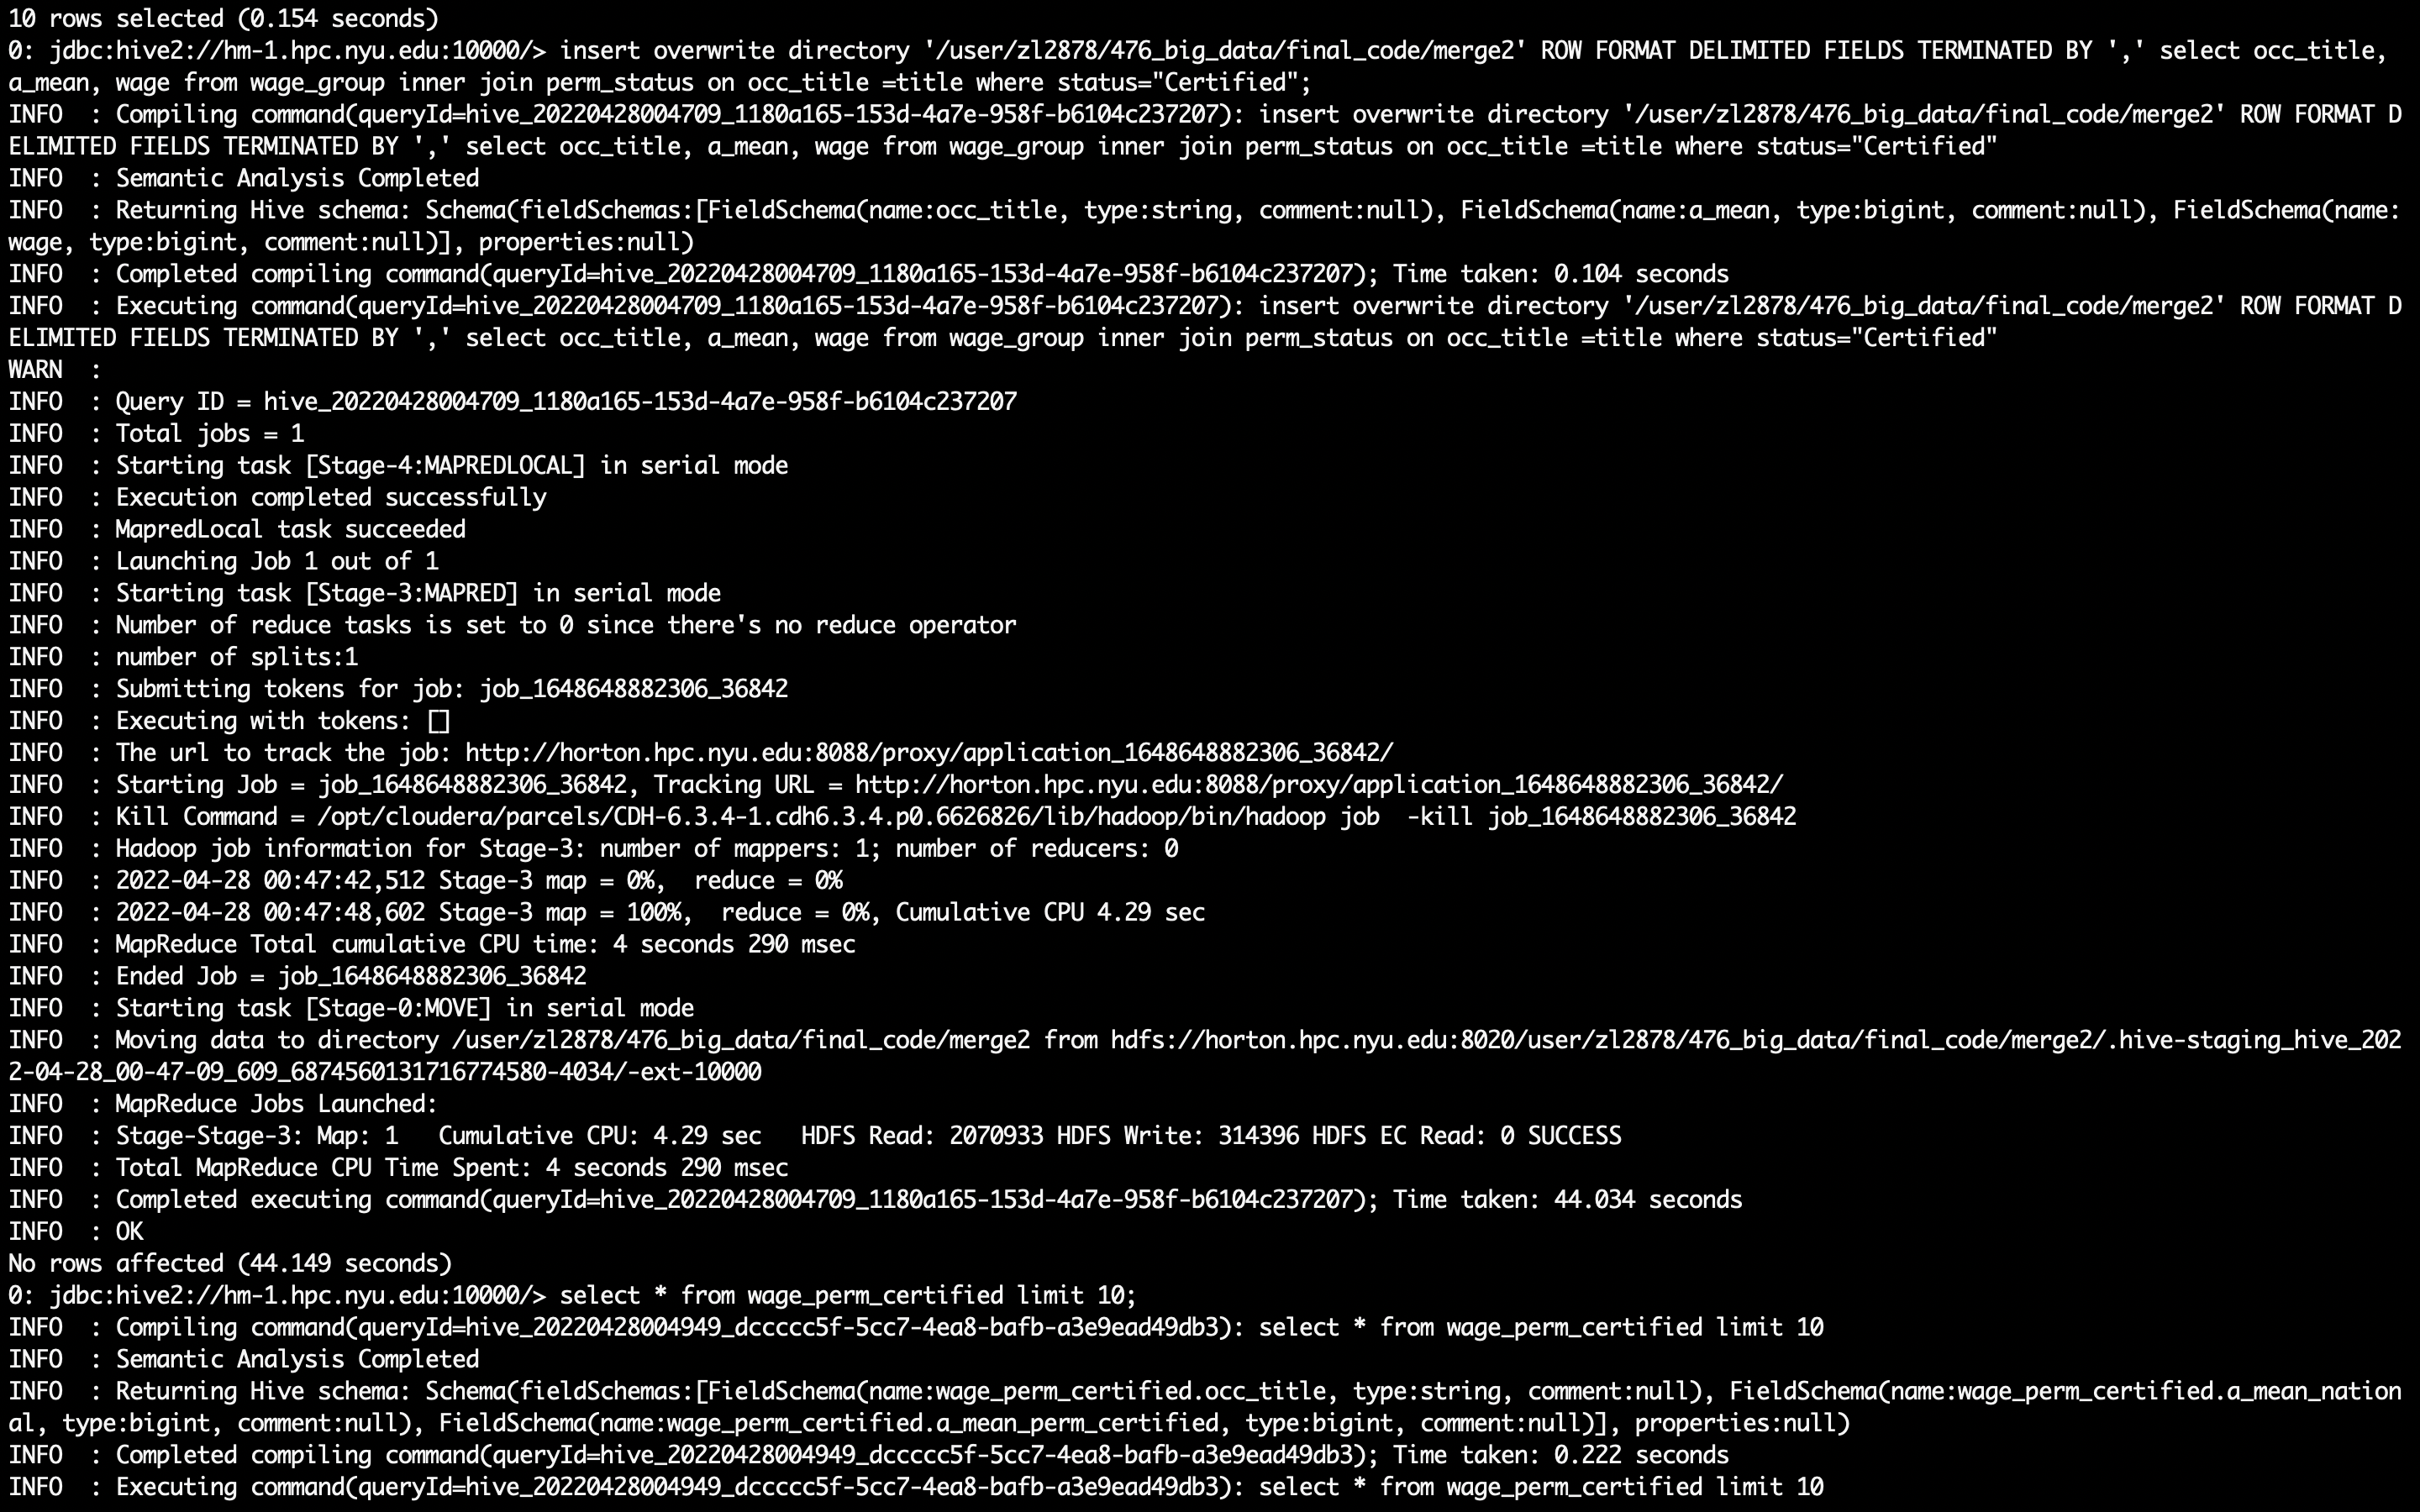 10 rows selected (0.154 seconds)
0: jdbc:hive2://hm-1.hpc.nyu.edu:10000/> insert overwrite directory '/user/zl2878/476_big_data/final_code/merge2' ROW FORMAT DELIMITED FIELDS TERMINATED BY ',' select occ_title,
a_mean, wage from wage_group inner join perm_status on occ_title =title where status="Certified";
INFO  : Compiling command(queryId=hive_20220428004709_1180a165-153d-4a7e-958f-b6104c237207): insert overwrite directory '/user/zl2878/476_big_data/final_code/merge2' ROW FORMAT D
ELIMITED FIELDS TERMINATED BY ',' select occ_title, a_mean, wage from wage_group inner join perm_status on occ_title =title where status="Certified"
INFO  : Semantic Analysis Completed
INFO  : Returning Hive schema: Schema(fieldSchemas:[FieldSchema(name:occ_title, type:string, comment:null), FieldSchema(name:a_mean, type:bigint, comment:null), FieldSchema(name:
wage, type:bigint, comment:null)], properties:null)
INFO  : Completed compiling command(queryId=hive_20220428004709_1180a165-153d-4a7e-958f-b6104c237207); Time taken: 0.104 seconds
INFO  : Executing command(queryId=hive_20220428004709_1180a165-153d-4a7e-958f-b6104c237207): insert overwrite directory '/user/zl2878/476_big_data/final_code/merge2' ROW FORMAT D
ELIMITED FIELDS TERMINATED BY ',' select occ_title, a_mean, wage from wage_group inner join perm_status on occ_title =title where status="Certified"
WARN  :
INFO  : Query ID = hive_20220428004709_1180a165-153d-4a7e-958f-b6104c237207
INFO  : Total jobs = 1
INFO  : Starting task [Stage-4:MAPREDLOCAL] in serial mode
INFO  : Execution completed successfully
INFO  : MapredLocal task succeeded
INFO  : Launching Job 1 out of 1
INFO  : Starting task [Stage-3:MAPRED] in serial mode
INFO  : Number of reduce tasks is set to 0 since there's no reduce operator
INFO  : number of splits:1
INFO  : Submitting tokens for job: job_1648648882306_36842
INFO  : Executing with tokens: []
INFO  : The url to track the job: http://horton.hpc.nyu.edu:8088/proxy/application_1648648882306_36842/
INFO  : Starting Job = job_1648648882306_36842, Tracking URL = http://horton.hpc.nyu.edu:8088/proxy/application_1648648882306_36842/
INFO  : Kill Command = /opt/cloudera/parcels/CDH-6.3.4-1.cdh6.3.4.p0.6626826/lib/hadoop/bin/hadoop job  -kill job_1648648882306_36842
INFO  : Hadoop job information for Stage-3: number of mappers: 1; number of reducers: 0
INFO  : 2022-04-28 00:47:42,512 Stage-3 map = 0%,  reduce = 0%
INFO  : 2022-04-28 00:47:48,602 Stage-3 map = 100%,  reduce = 0%, Cumulative CPU 4.29 sec
INFO  : MapReduce Total cumulative CPU time: 4 seconds 290 msec
INFO  : Ended Job = job_1648648882306_36842
INFO  : Starting task [Stage-0:MOVE] in serial mode
INFO  : Moving data to directory /user/zl2878/476_big_data/final_code/merge2 from hdfs://horton.hpc.nyu.edu:8020/user/zl2878/476_big_data/final_code/merge2/.hive-staging_hive_202
2-04-28_00-47-09_609_6874560131716774580-4034/-ext-10000
INFO  : MapReduce Jobs Launched:
INFO  : Stage-Stage-3: Map: 1   Cumulative CPU: 4.29 sec   HDFS Read: 2070933 HDFS Write: 314396 HDFS EC Read: 0 SUCCESS
INFO  : Total MapReduce CPU Time Spent: 4 seconds 290 msec
INFO  : Completed executing command(queryId=hive_20220428004709_1180a165-153d-4a7e-958f-b6104c237207); Time taken: 44.034 seconds
INFO  : OK
No rows affected (44.149 seconds)
0: jdbc:hive2://hm-1.hpc.nyu.edu:10000/> select * from wage_perm_certified limit 10;
INFO  : Compiling command(queryId=hive_20220428004949_dccccc5f-5cc7-4ea8-bafb-a3e9ead49db3): select * from wage_perm_certified limit 10
INFO  : Semantic Analysis Completed
INFO  : Returning Hive schema: Schema(fieldSchemas:[FieldSchema(name:wage_perm_certified.occ_title, type:string, comment:null), FieldSchema(name:wage_perm_certified.a_mean_nation
al, type:bigint, comment:null), FieldSchema(name:wage_perm_certified.a_mean_perm_certified, type:bigint, comment:null)], properties:null)
INFO  : Completed compiling command(queryId=hive_20220428004949_dccccc5f-5cc7-4ea8-bafb-a3e9ead49db3); Time taken: 0.222 seconds
INFO  : Executing command(queryId=hive_20220428004949_dccccc5f-5cc7-4ea8-bafb-a3e9ead49db3): select * from wage_perm_certified limit 10